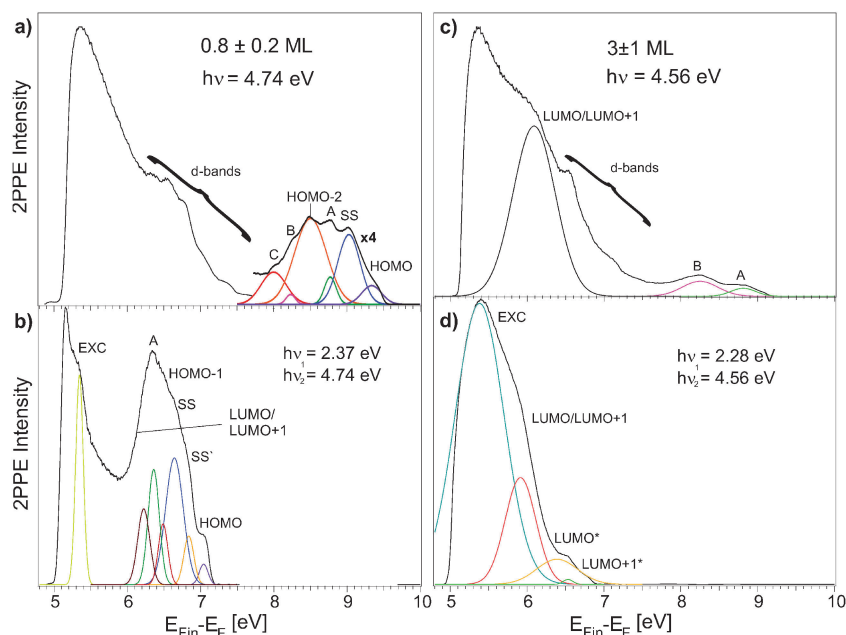 a)
0.8 ± 0.2 ML
hν = 4.74 eV
2PPE Intensity
d-bands
HOMO-2
A
SS
B
x4
C
HOMO
c)
3±1 ML
hν = 4.56 eV
LUMO/LUMO+1
d-bands
B
A
b)
EXC
A
hν1 = 2.37 eV
hν2 = 4.74 eV
HOMO-1
SS
LUMO/
LUMO+1
SS`
HOMO
2PPE Intensity
5 6 7 8 9 10
EFin-EF [eV]
d)
EXC
hν1 = 2.28 eV
hν2 = 4.56 eV
LUMO/LUMO+1
LUMO*
LUMO+1*
5 6 7 8 9 10
EFin-EF [eV]